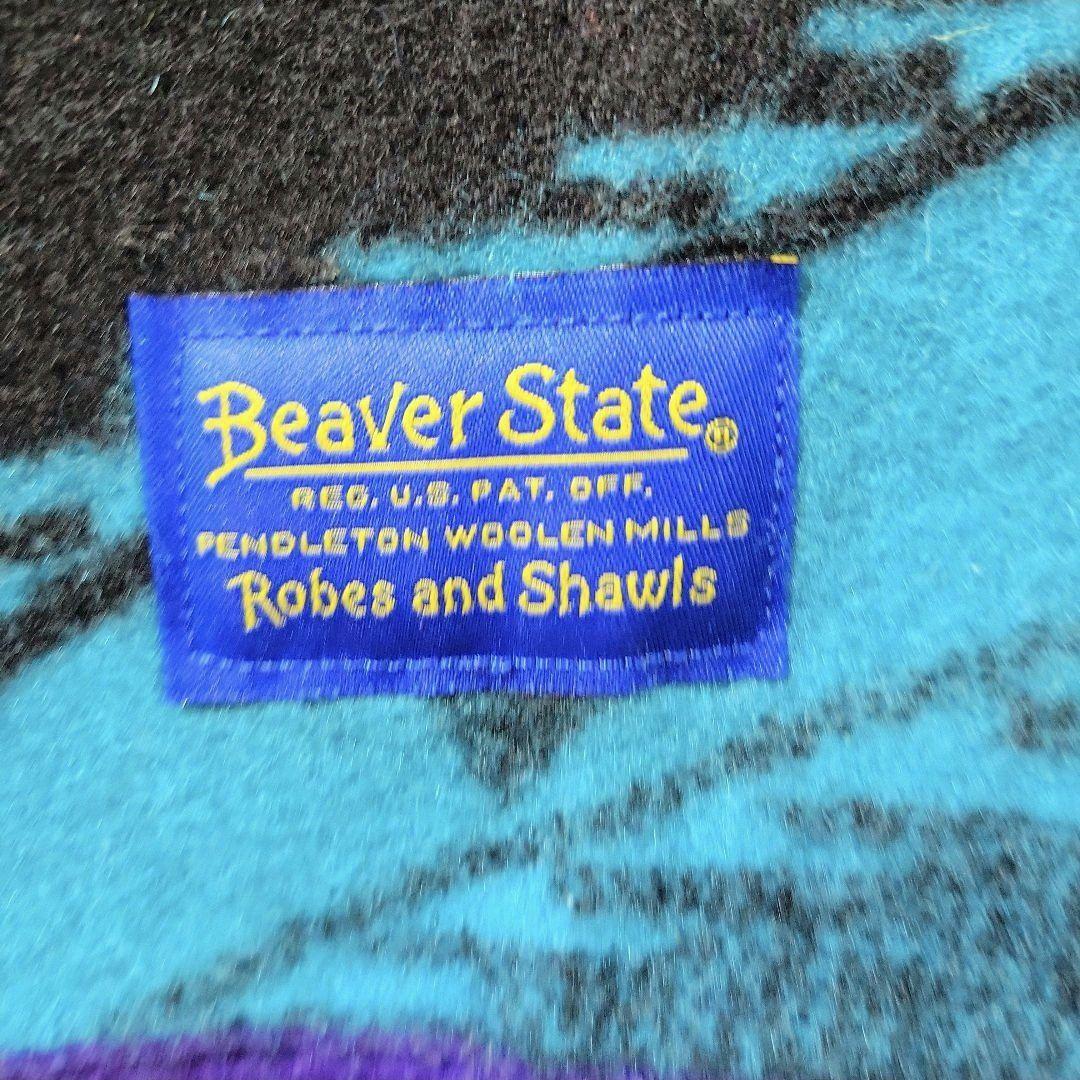 Beaver State®
REG. U.S. PAT. OFF.
PENDLETON WOOLEN MILLS
Robes and Shawls